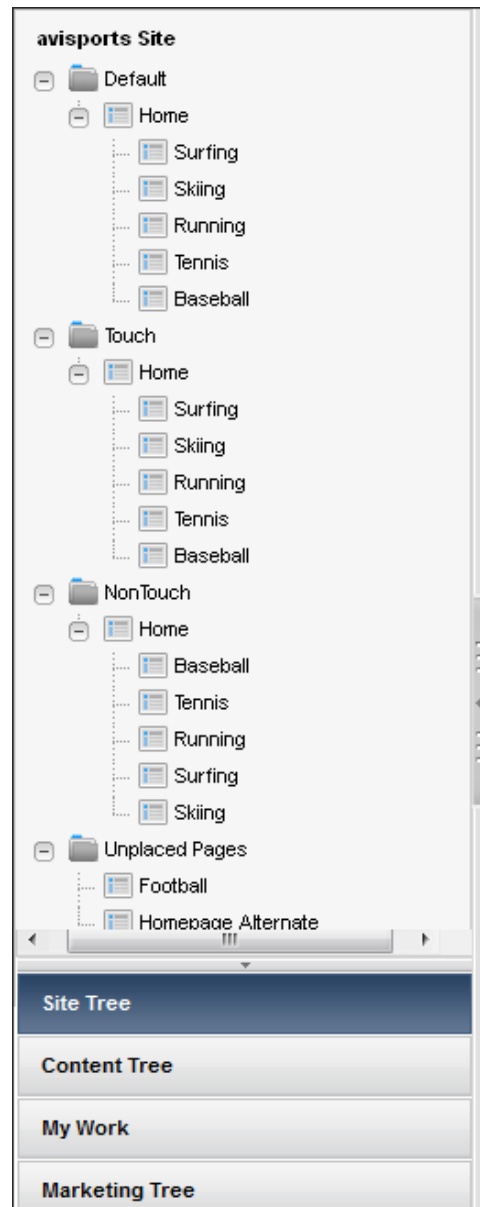 avisports Site
Default
Home
Surfing
Skiing
Running
Tennis
Baseball
Touch
Home
Surfing
Skiing
Running
Tennis
Baseball
NonTouch
Home
Baseball
Tennis
Running
Surfing
Skiing
Unplaced Pages
Football
Homepage Alternate
Site Tree
Content Tree
My Work
Marketing Tree